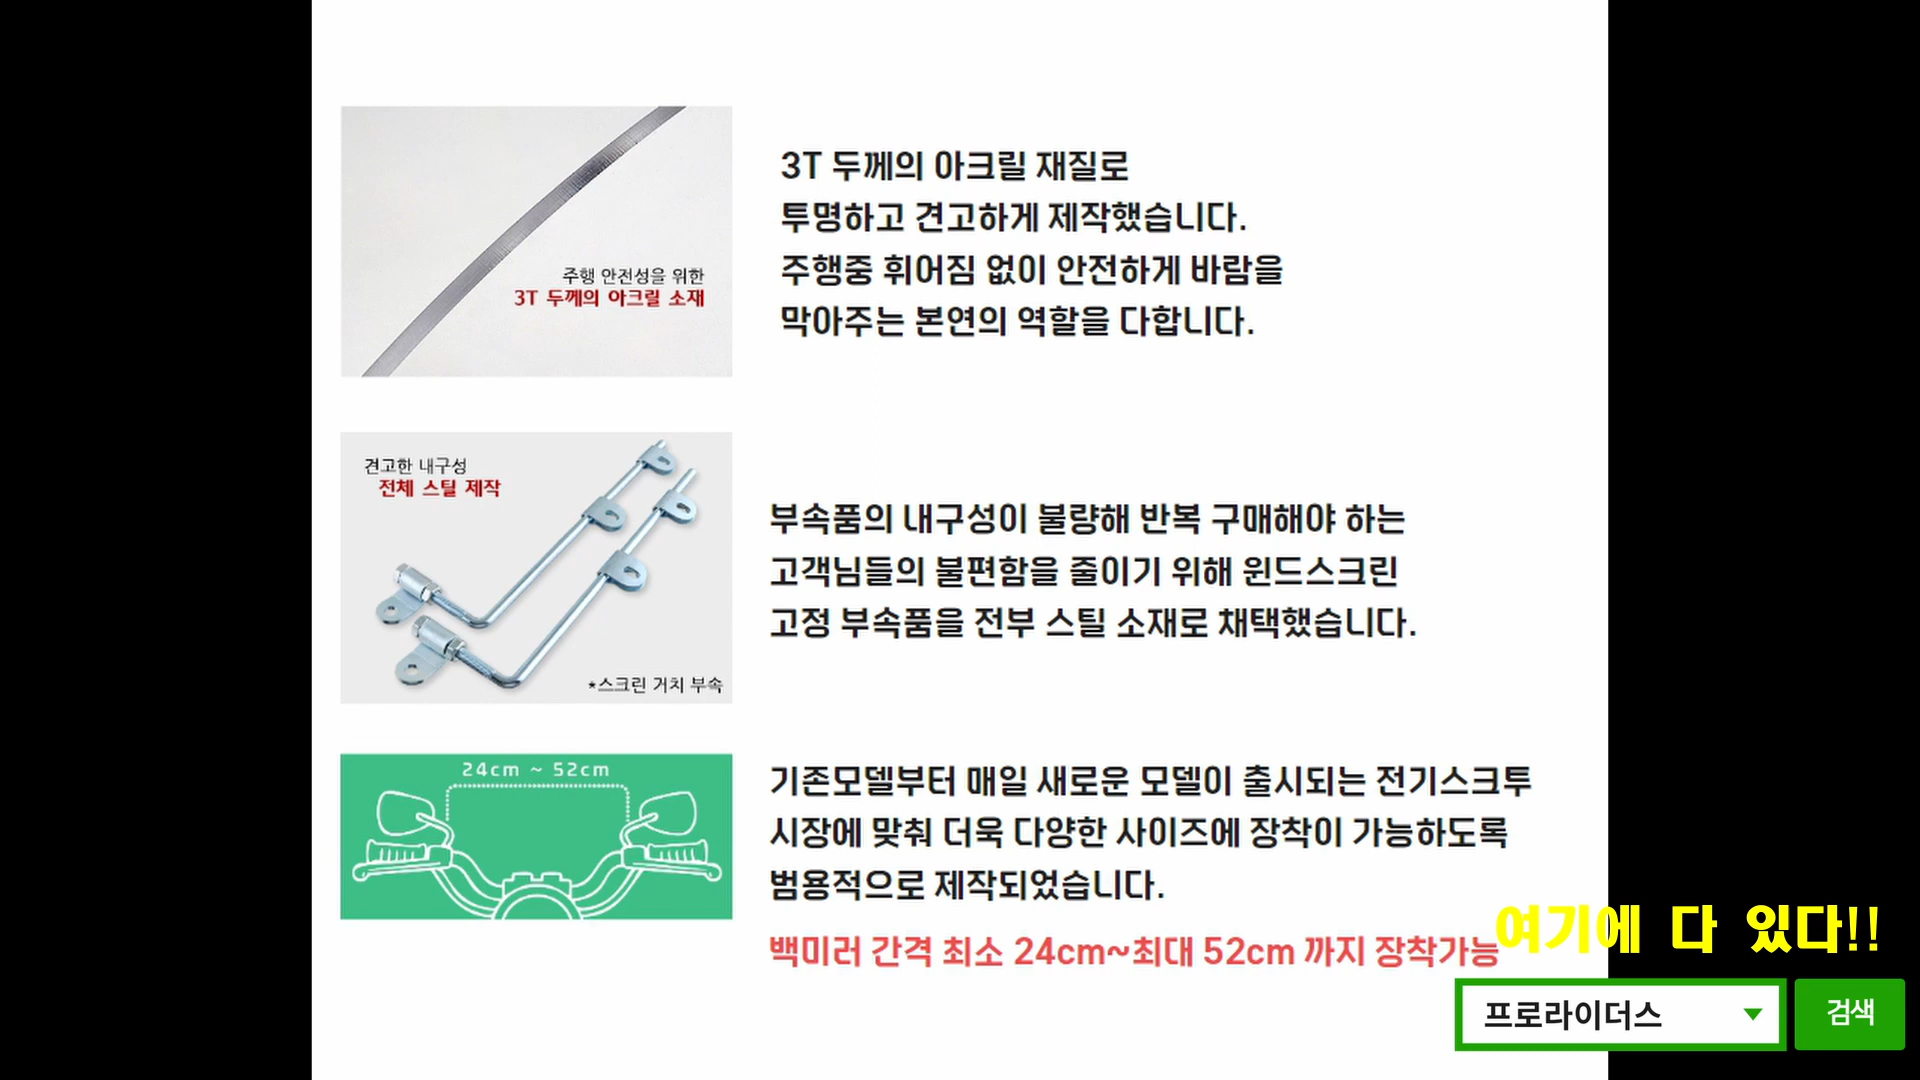 주행 안전성을 위한
3T 두께의 아크릴 소재
3T 두께의 아크릴 재질로
투명하고 견고하게 제작했습니다.
주행중 휘어짐 없이 안전하게 바람을
막아주는 본연의 역할을 다합니다.
견고한 내구성
전체 스틸 제작
*스크린 거치 부속
부속품의 내구성이 불량해 반복 구매해야 하는
고객님들의 불편함을 줄이기 위해 윈드스크린
고정 부속품을 전부 스틸 소재로 채택했습니다.
24cm ~ 52cm
기존모델부터 매일 새로운 모델이 출시되는 전기스크투
시장에 맞춰 더욱 다양한 사이즈에 장착이 가능하도록
범용적으로 제작되었습니다.
백미러 간격 최소 24cm~최대 52cm 까지 장착가능
여기에 다 있다!!
프로라이더스
검색